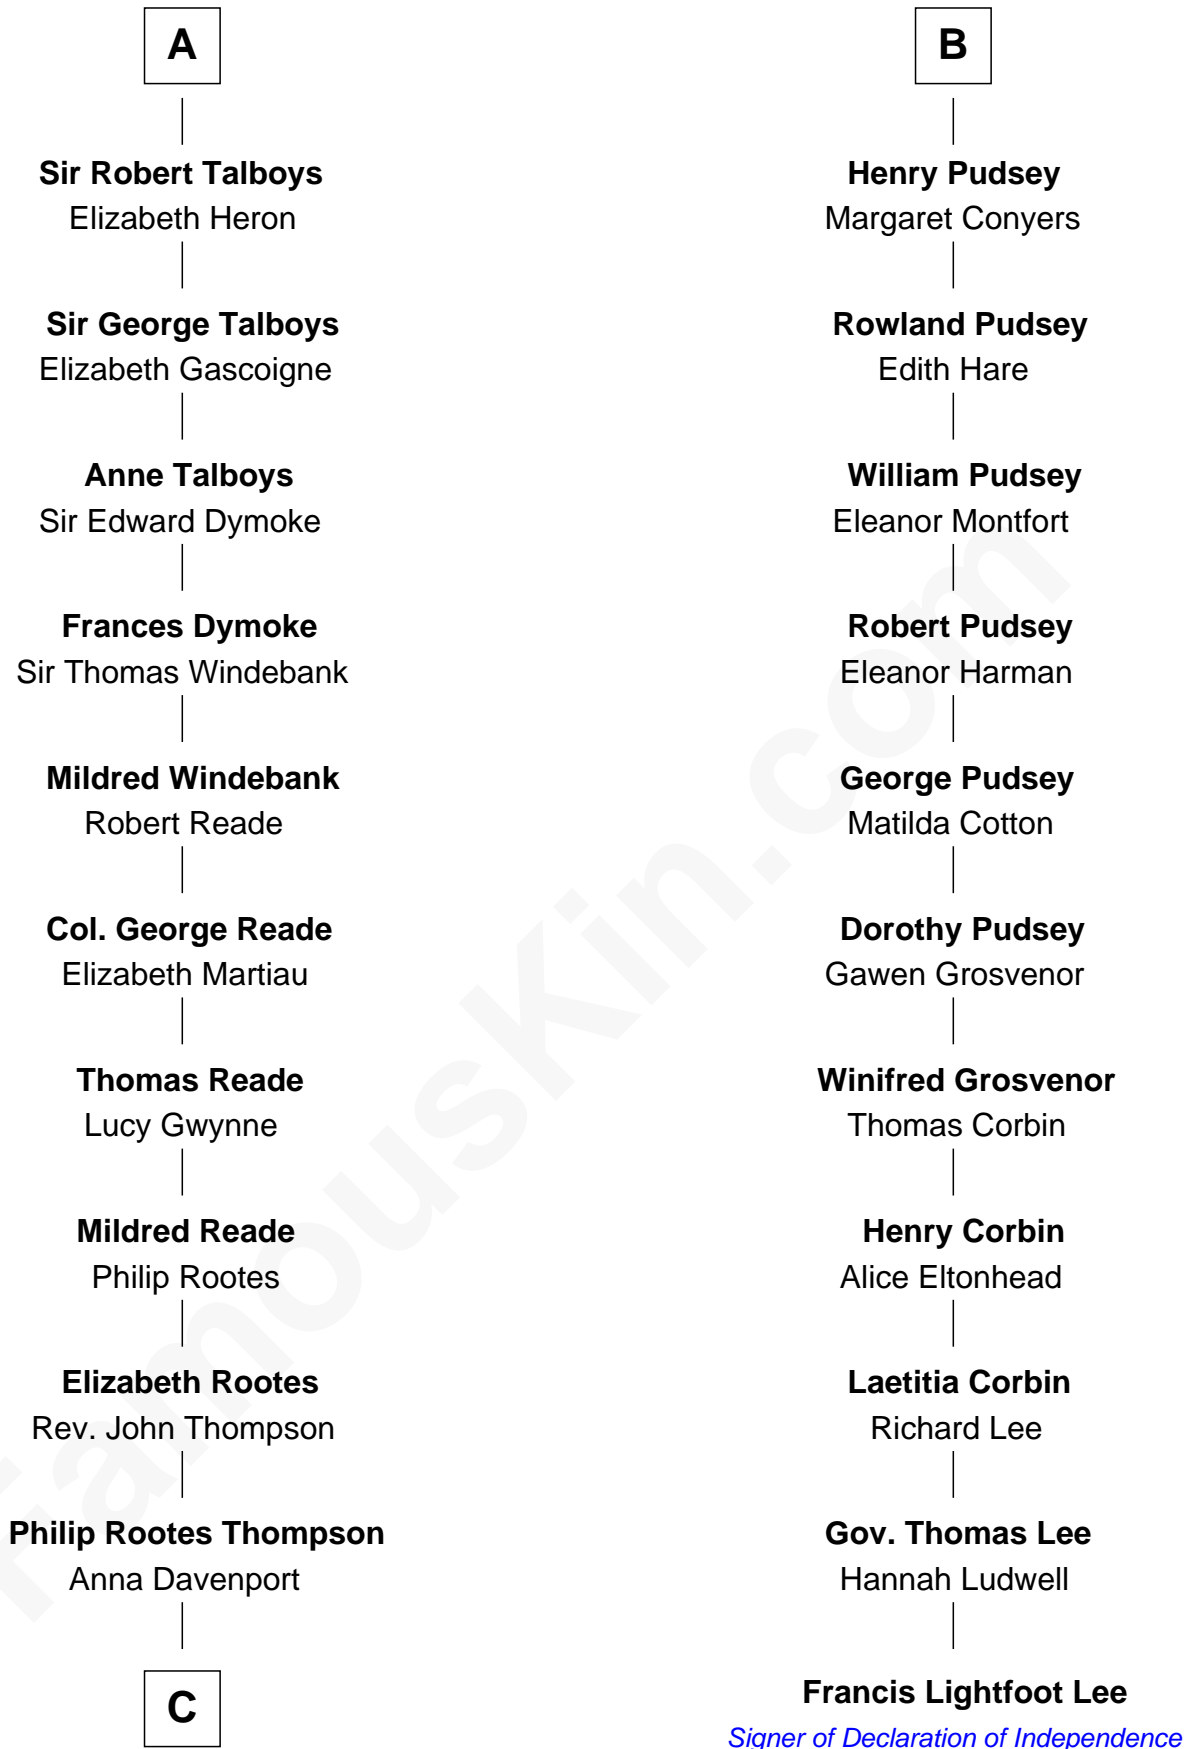 A
Sir Robert Talboys
Elizabeth Heron
Sir George Talboys
Elizabeth Gascoigne
Anne Talboys
Sir Edward Dymoke
Frances Dymoke
Sir Thomas Windebank
Mildred Windebank
Robert Reade
Col. George Reade
Elizabeth Martiau
Thomas Reade
Lucy Gwynne
Mildred Reade
Philip Rootes
Elizabeth Rootes
Rev. John Thompson
Philip Rootes Thompson
Anna Davenport
C
B
Henry Pudsey
Margaret Conyers
Rowland Pudsey
Edith Hare
William Pudsey
Eleanor Montfort
Robert Pudsey
Eleanor Harman
George Pudsey
Matilda Cotton
Dorothy Pudsey
Gawen Grosvenor
Winifred Grosvenor
Thomas Corbin
Henry Corbin
Alice Eltonhead
Laetitia Corbin
Richard Lee
Gov. Thomas Lee
Hannah Ludwell
Francis Lightfoot Lee
Signer of Declaration of Independence
FamousKin.com